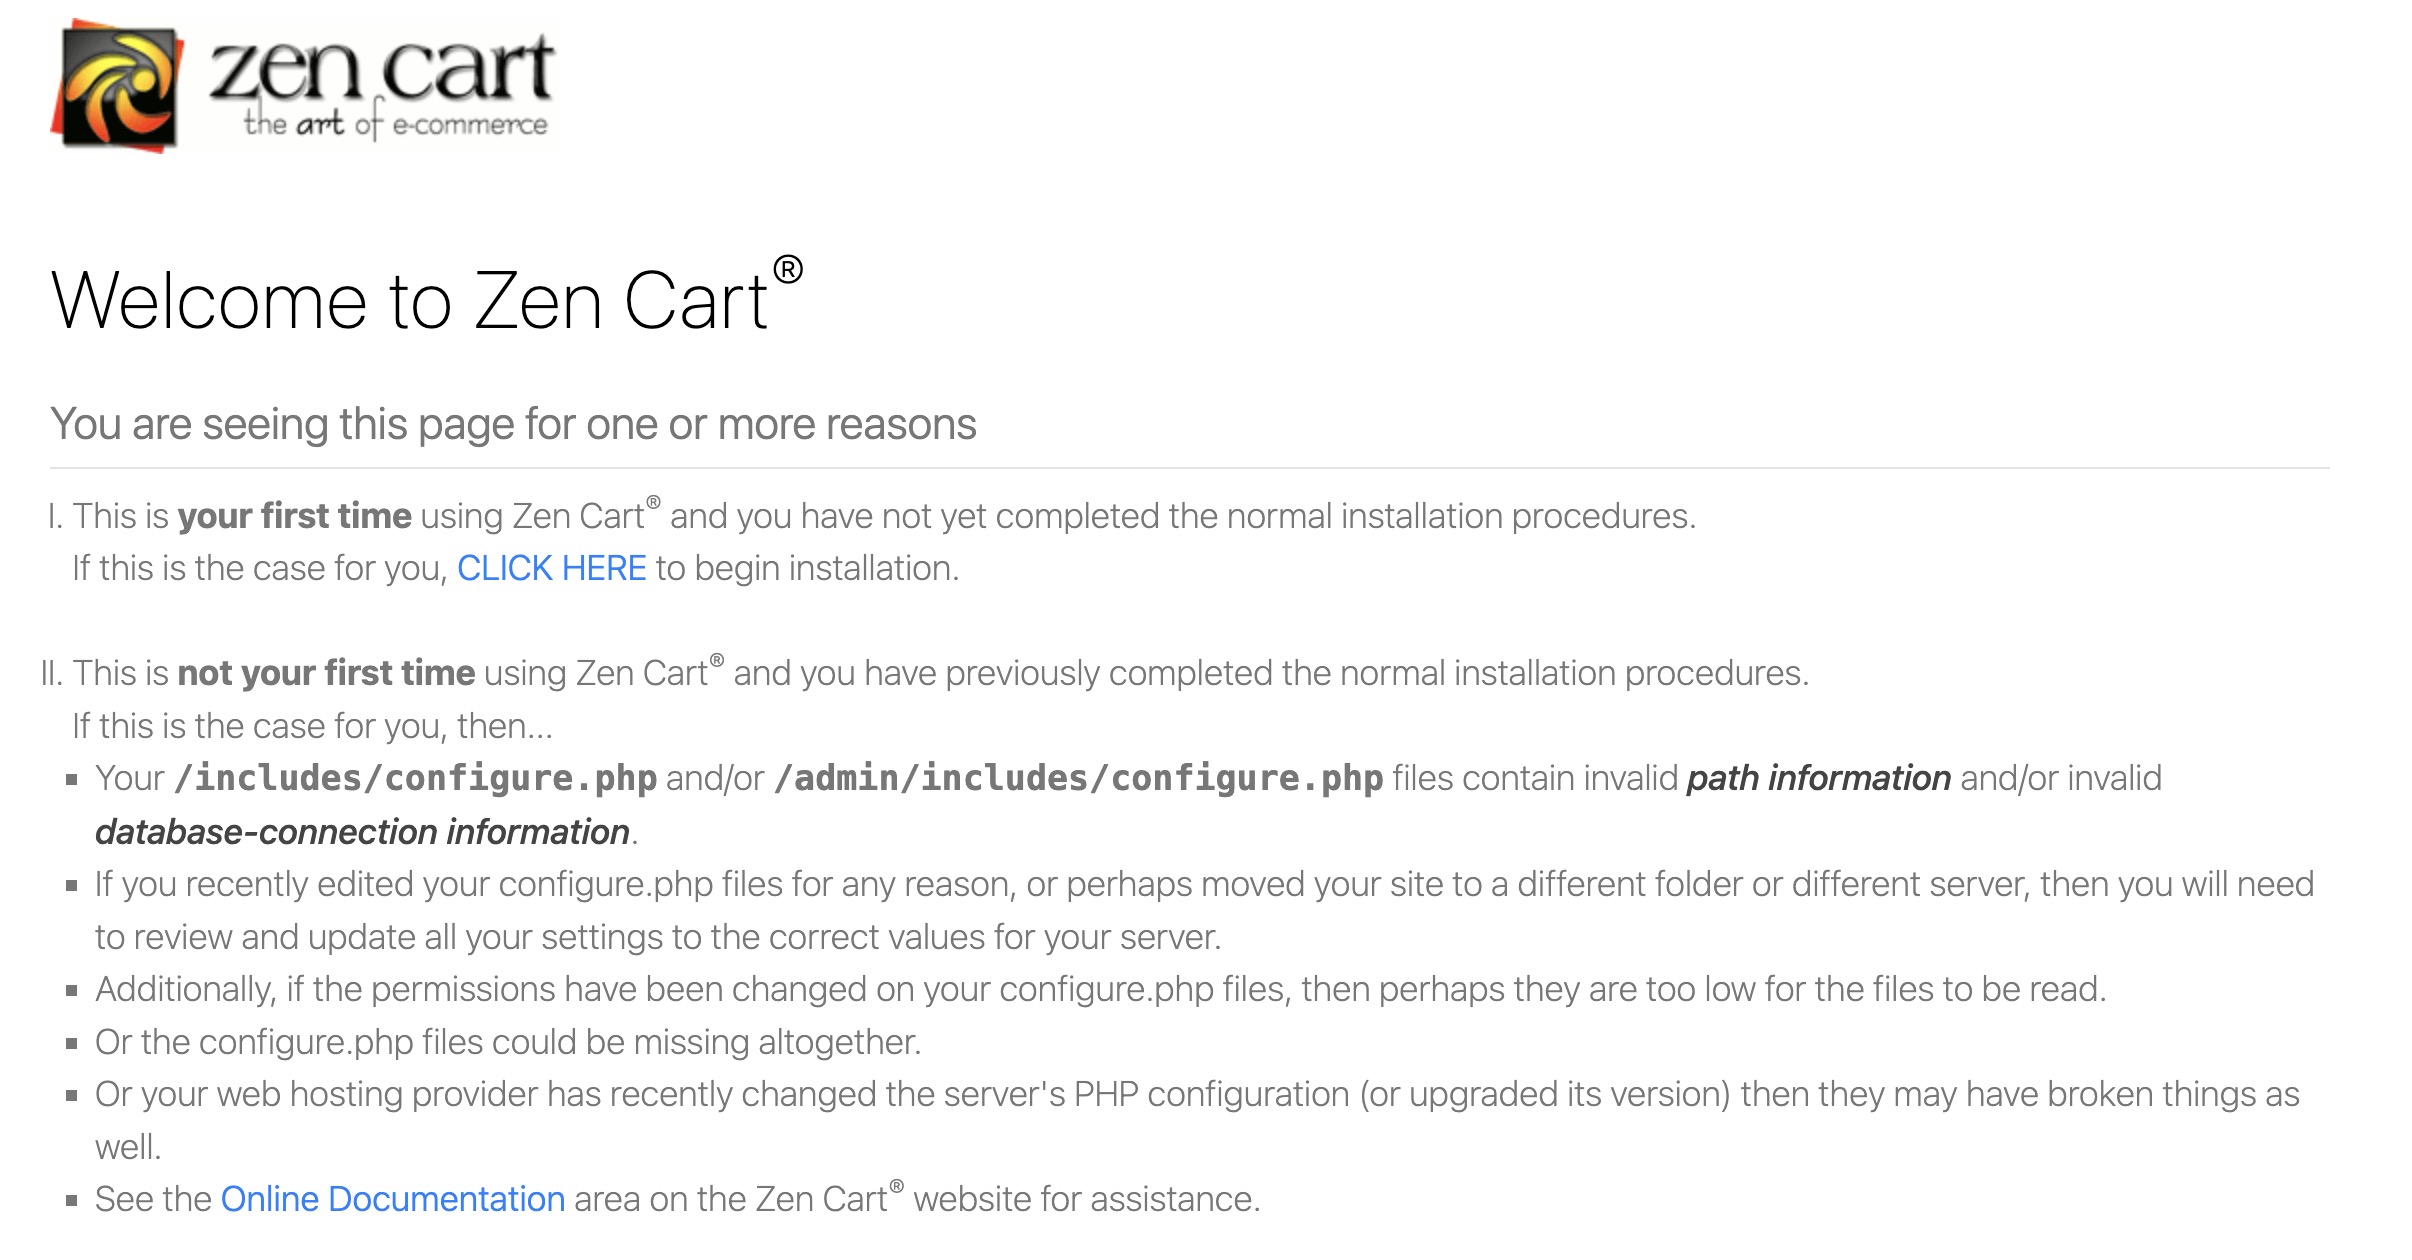 zen cart
the art of e-commerce
Welcome to Zen Cart®
You are seeing this page for one or more reasons
I. This is your first time using Zen Cart® and you have not yet completed the normal installation procedures.
If this is the case for you, CLICK HERE to begin installation.
II. This is not your first time using Zen Cart® and you have previously completed the normal installation procedures.
If this is the case for you, then...
▪ Your /includes/configure.php and/or /admin/includes/configure.php files contain invalid path information and/or invalid
database-connection information.
▪ If you recently edited your configure.php files for any reason, or perhaps moved your site to a different folder or different server, then you will need
to review and update all your settings to the correct values for your server.
▪ Additionally, if the permissions have been changed on your configure.php files, then perhaps they are too low for the files to be read.
▪ Or the configure.php files could be missing altogether.
▪ Or your web hosting provider has recently changed the server's PHP configuration (or upgraded its version) then they may have broken things as
well.
▪ See the Online Documentation area on the Zen Cart® website for assistance.